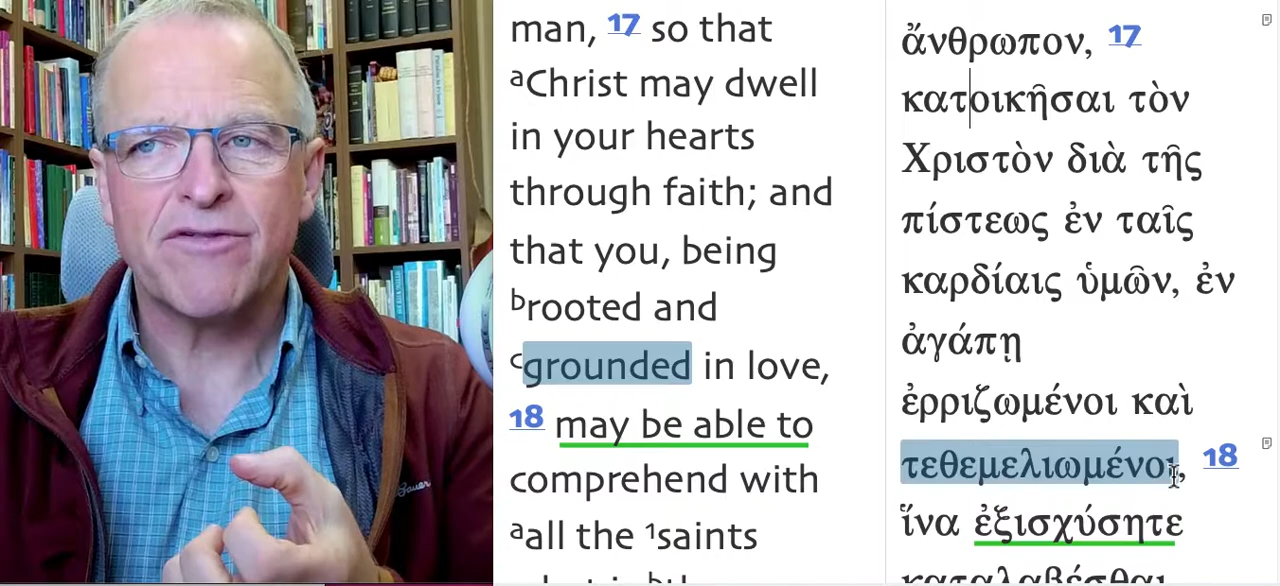 man, 17 so that
aChrist may dwell
in your hearts
through faith; and
that you, being
brooted and
cgrounded in love,
18 may be able to
comprehend with
aall the 1saints
ἄνθρωπον, 17
κατοικῆσαι τὸν
Χριστὸν διὰ τῆς
πίστεως ἐν ταῖς
καρδίαις ὑμῶν, ἐν
ἀγάπῃ
ἐρριζωμένοι καὶ
τεθεμελιωμένοι, 18
ἵνα ἐξισχύσητε
καταλαβέσθαι
Bauer